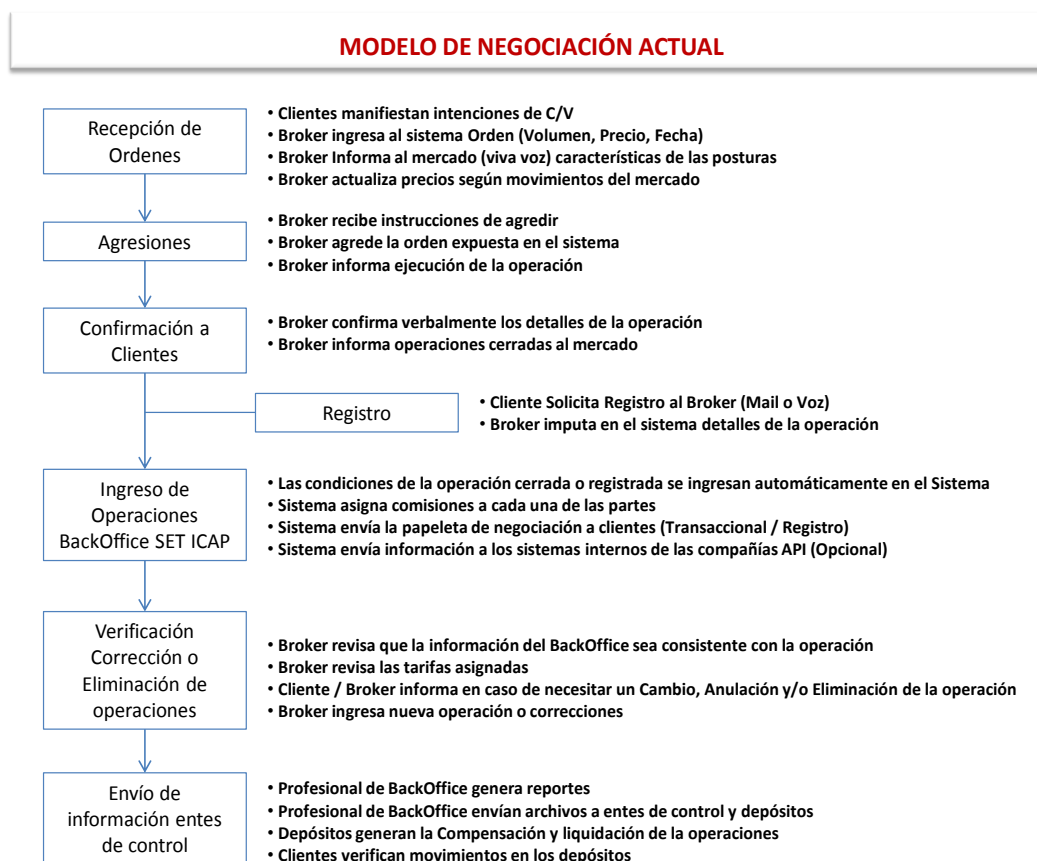 MODELO DE NEGOCIACIÓN ACTUAL
Recepción de
Ordenes
• Clientes manifiestan intenciones de C/V
• Broker ingresa al sistema Orden (Volumen, Precio, Fecha)
• Broker Informa al mercado (viva voz) características de las posturas
• Broker actualiza precios según movimientos del mercado
Agresiones
• Broker recibe instrucciones de agredir
• Broker agrede la orden expuesta en el sistema
• Broker informa ejecución de la operación
Confirmación a
Clientes
• Broker confirma verbalmente los detalles de la operación
• Broker informa operaciones cerradas al mercado
Registro
• Cliente Solicita Registro al Broker (Mail o Voz)
• Broker imputa en el sistema detalles de la operación
Ingreso de
Operaciones
BackOffice SET ICAP
• Las condiciones de la operación cerrada o registrada se ingresan automáticamente en el Sistema
• Sistema asigna comisiones a cada una de las partes
• Sistema envía la papeleta de negociación a clientes (Transaccional / Registro)
• Sistema envía información a los sistemas internos de las compañías API (Opcional)
Verificación
Corrección o
Eliminación de
operaciones
• Broker revisa que la información del BackOffice sea consistente con la operación
• Broker revisa las tarifas asignadas
• Cliente / Broker informa en caso de necesitar un Cambio, Anulación y/o Eliminación de la operación
• Broker ingresa nueva operación o correcciones
Envío de
información entes
de control
• Profesional de BackOffice genera reportes
• Profesional de BackOffice envían archivos a entes de control y depósitos
• Depósitos generan la Compensación y liquidación de la operaciones
• Clientes verifican movimientos en los depósitos